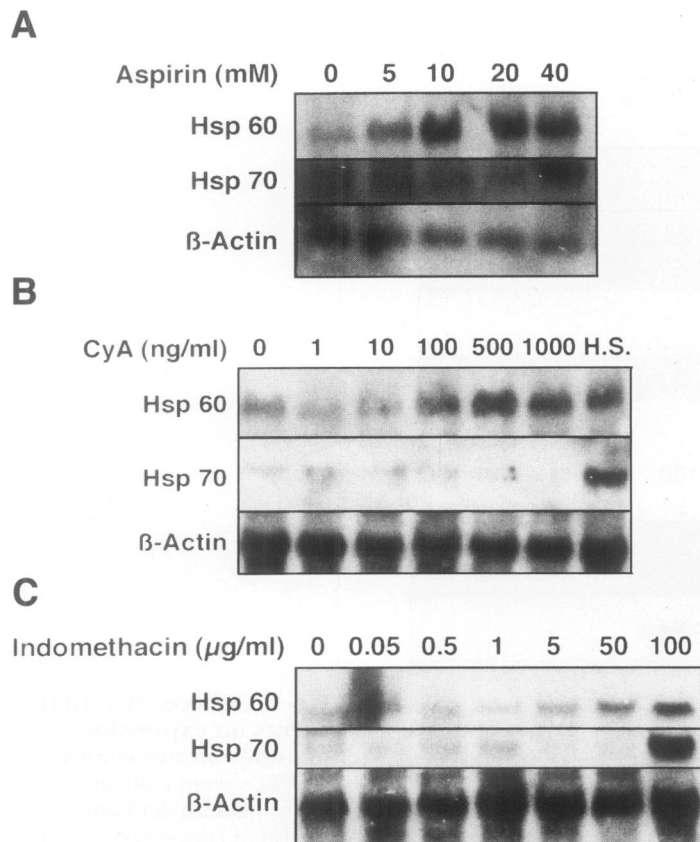 A
Aspirin (mM) 0 5 10 20 40
Hsp 60
Hsp 70
ß-Actin
B
CyA (ng/ml) 0 1 10 100 500 1000 H.S.
Hsp 60
Hsp 70
ß-Actin
C
Indomethacin (µg/ml) 0 0.05 0.5 1 5 50 100
Hsp 60
Hsp 70
ß-Actin